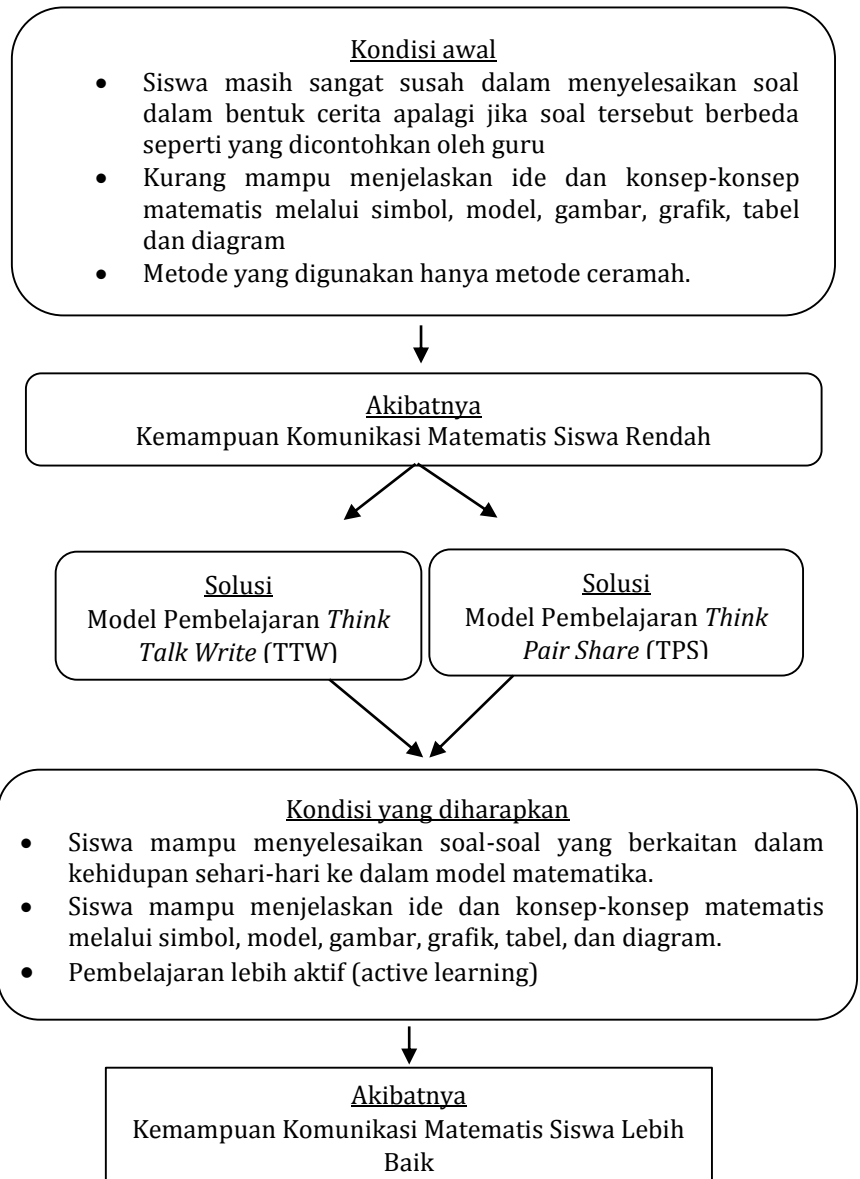 Kondisi awal
• Siswa masih sangat susah dalam menyelesaikan soal
dalam bentuk cerita apalagi jika soal tersebut berbeda
seperti yang dicontohkan oleh guru
• Kurang mampu menjelaskan ide dan konsep-konsep
matematis melalui simbol, model, gambar, grafik, tabel
dan diagram
• Metode yang digunakan hanya metode ceramah.
Akibatnya
Kemampuan Komunikasi Matematis Siswa Rendah
Solusi
Model Pembelajaran Think
Talk Write (TTW)
Solusi
Model Pembelajaran Think
Pair Share (TPS)
Kondisi yang diharapkan
• Siswa mampu menyelesaikan soal-soal yang berkaitan dalam
kehidupan sehari-hari ke dalam model matematika.
• Siswa mampu menjelaskan ide dan konsep-konsep matematis
melalui simbol, model, gambar, grafik, tabel, dan diagram.
• Pembelajaran lebih aktif (active learning)
Akibatnya
Kemampuan Komunikasi Matematis Siswa Lebih
Baik